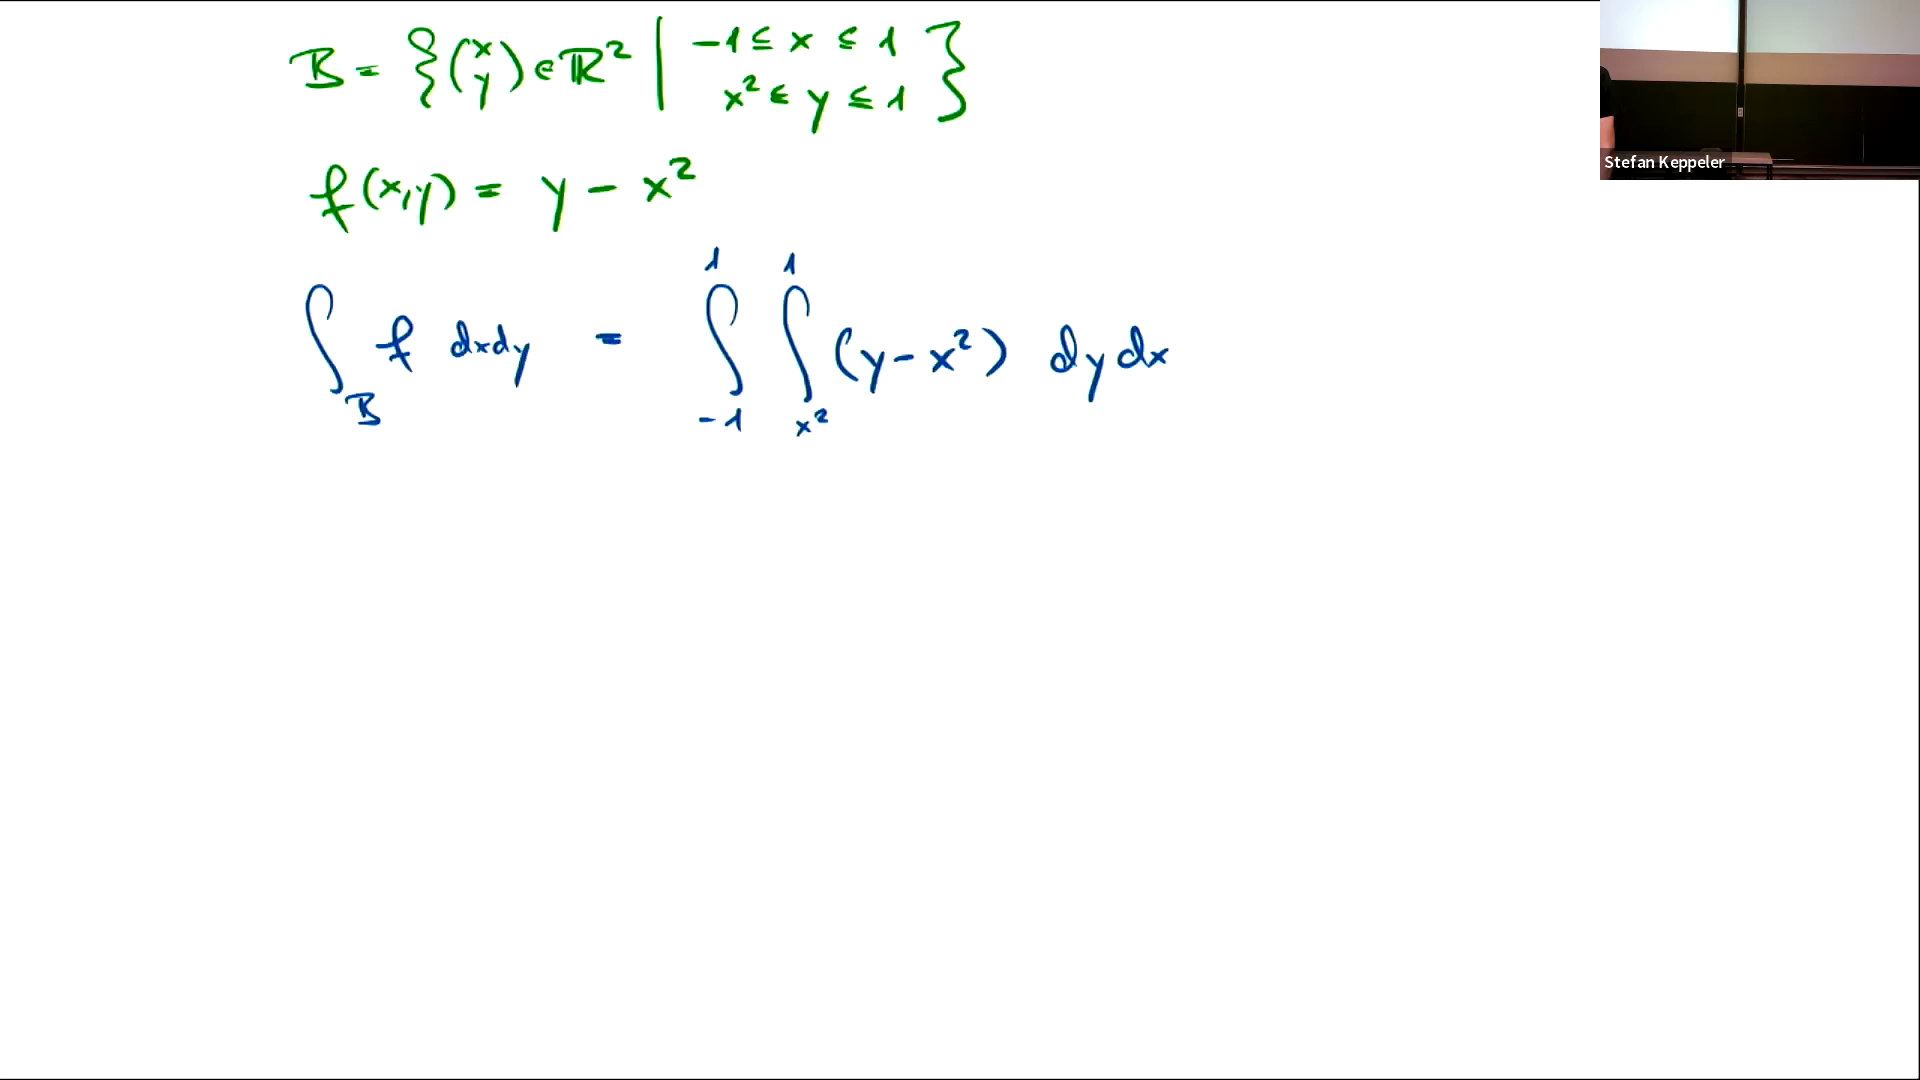 B = { (x y) ∈ ℝ² | -1 ≤ x ≤ 1
x² ≤ y ≤ 1 }
f(x,y) = y - x²
∫_B f dxdy = ∫_{-1}^{1} ∫_{x²}^{1} (y-x²) dy dx
Stefan Keppeler